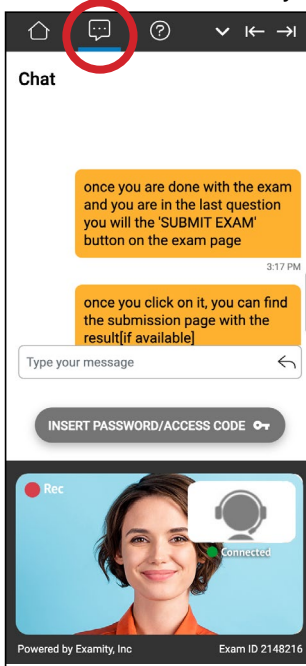 Chat
once you are done with the exam
and you are in the last question
you will the 'SUBMIT EXAM'
button on the exam page
3:17 PM
once you click on it, you can find
the submission page with the
result[if available]
Type your message
INSERT PASSWORD/ACCESS CODE
Rec
Connected
Powered by Examity, Inc
Exam ID 2148216